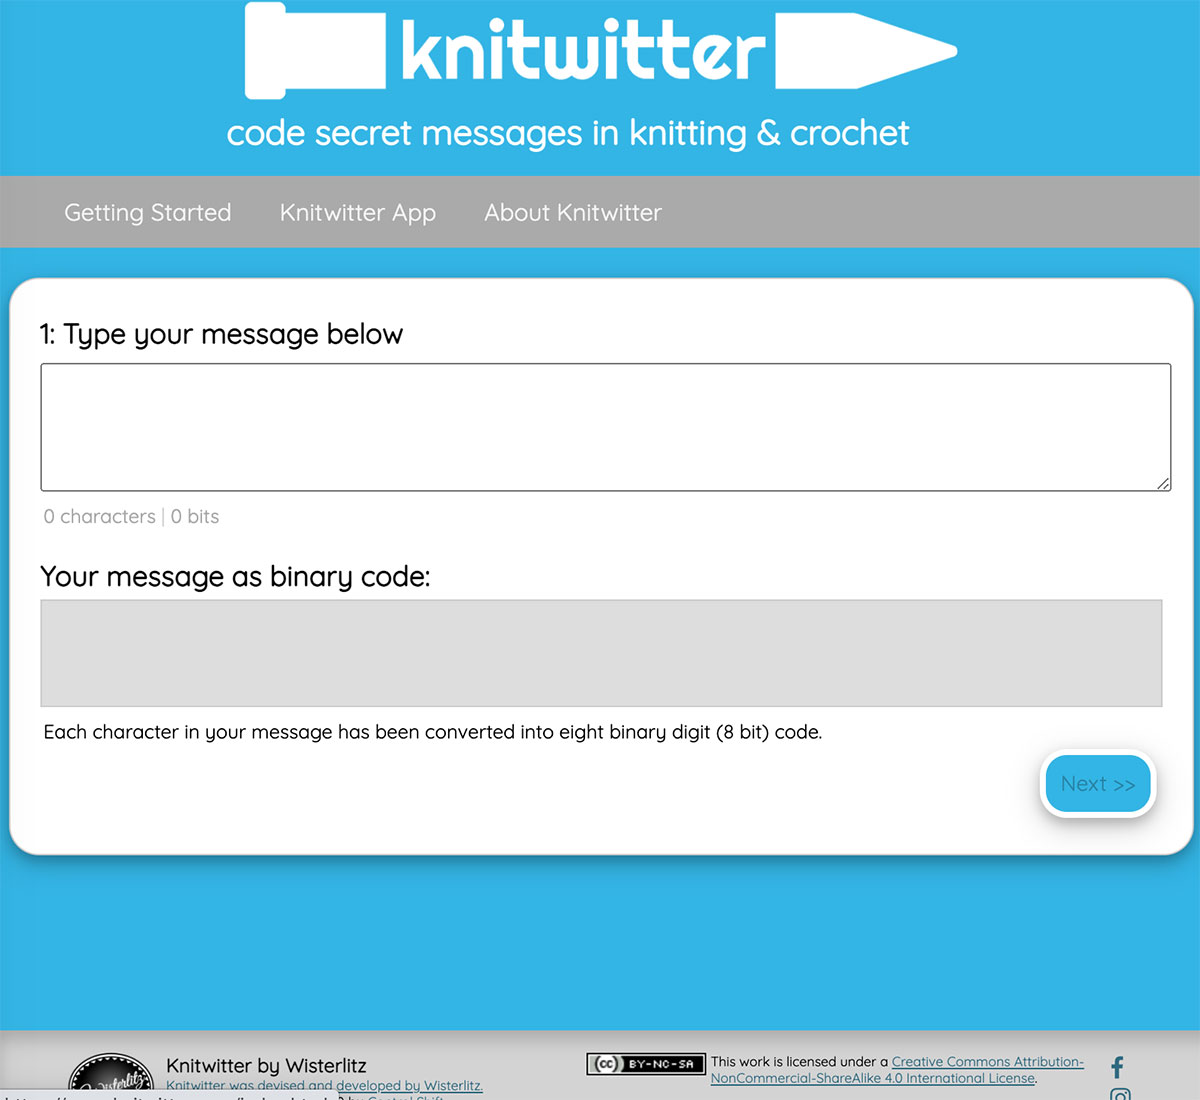 knitwitter
code secret messages in knitting & crochet
Getting Started Knitwitter App About Knitwitter
1: Type your message below
0 characters | 0 bits
Your message as binary code:
Each character in your message has been converted into eight binary digit (8 bit) code.
Next >>
Wisterlitz
Knitwitter by Wisterlitz
Knitwitter was devised and developed by Wisterlitz.
(cc) BY-NC-SA
This work is licensed under a Creative Commons Attribution-
NonCommercial-ShareAlike 4.0 International License.